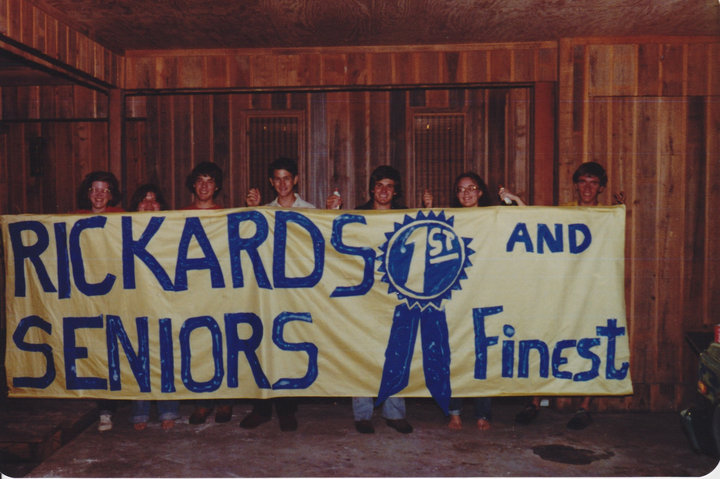 RICKARDS 1ST AND
SENIORS Finest